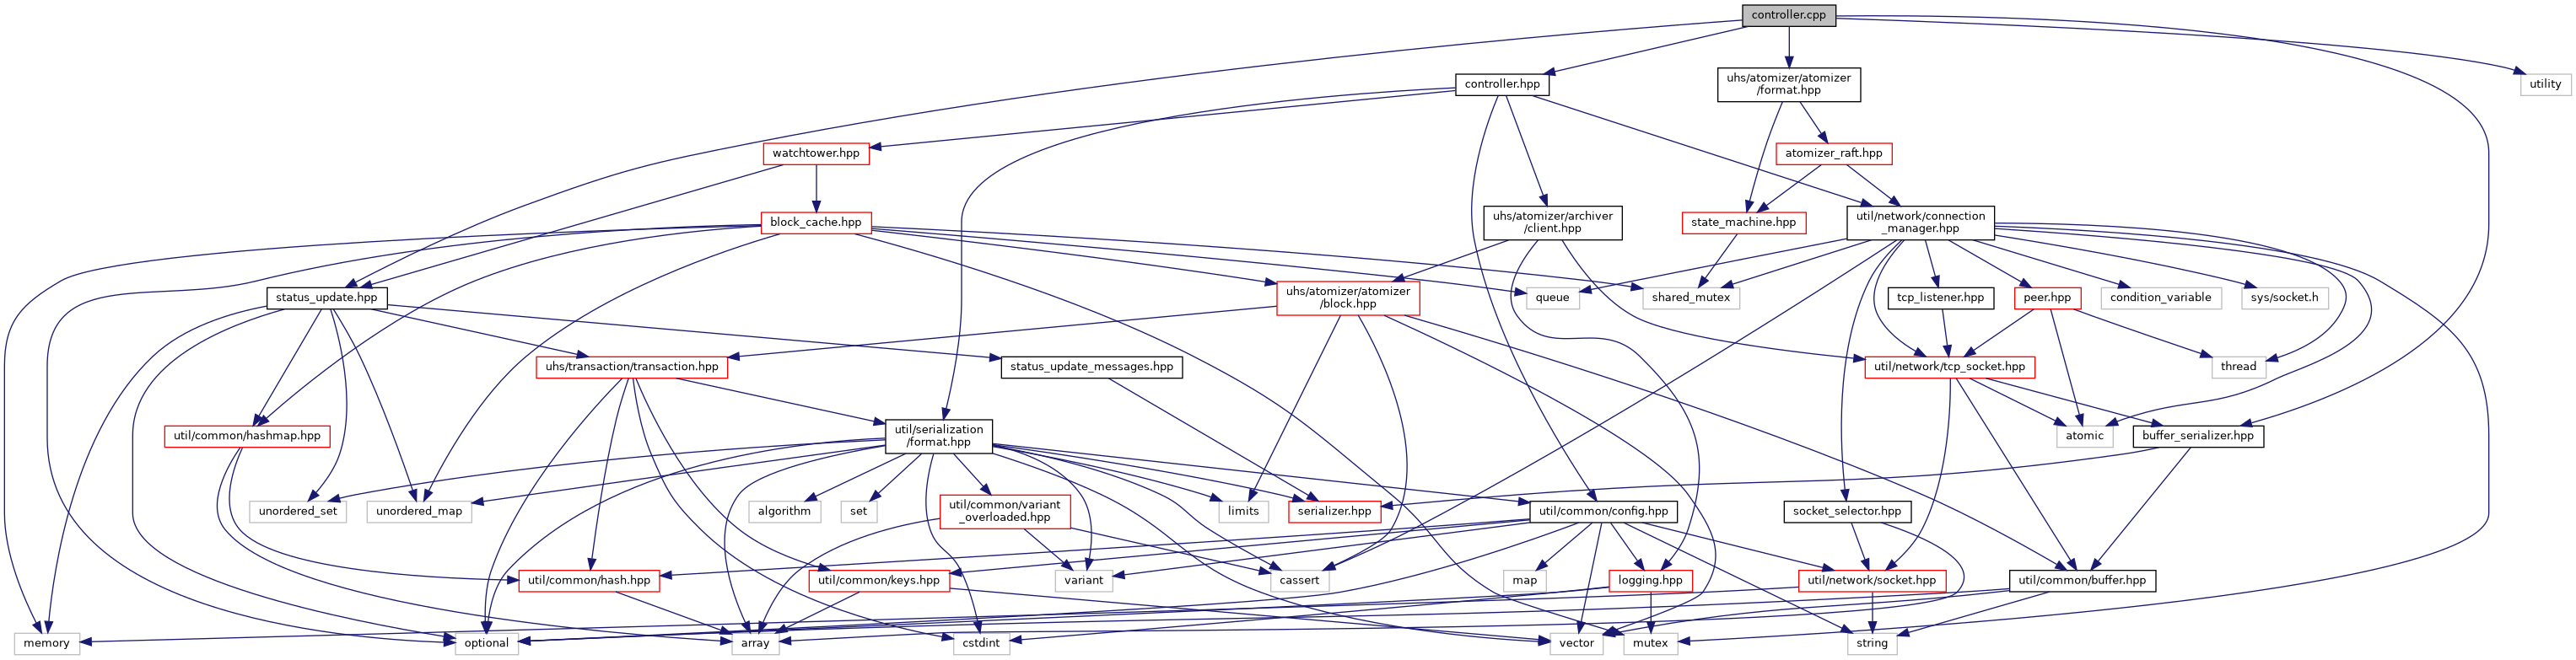 controller.cpp
controller.hpp
uhs/atomizer/atomizer
/format.hpp
utility
watchtower.hpp
atomizer_raft.hpp
block_cache.hpp
uhs/atomizer/archiver
/client.hpp
state_machine.hpp
util/network/connection
_manager.hpp
status_update.hpp
uhs/atomizer/atomizer
/block.hpp
queue
shared_mutex
tcp_listener.hpp
peer.hpp
condition_variable
sys/socket.h
uhs/transaction/transaction.hpp
status_update_messages.hpp
util/network/tcp_socket.hpp
thread
util/common/hashmap.hpp
util/serialization
/format.hpp
atomic
buffer_serializer.hpp
unordered_set
unordered_map
algorithm
set
util/common/variant
_overloaded.hpp
limits
serializer.hpp
util/common/config.hpp
socket_selector.hpp
util/common/hash.hpp
util/common/keys.hpp
variant
cassert
map
logging.hpp
util/network/socket.hpp
util/common/buffer.hpp
memory
optional
array
cstdint
vector
mutex
string